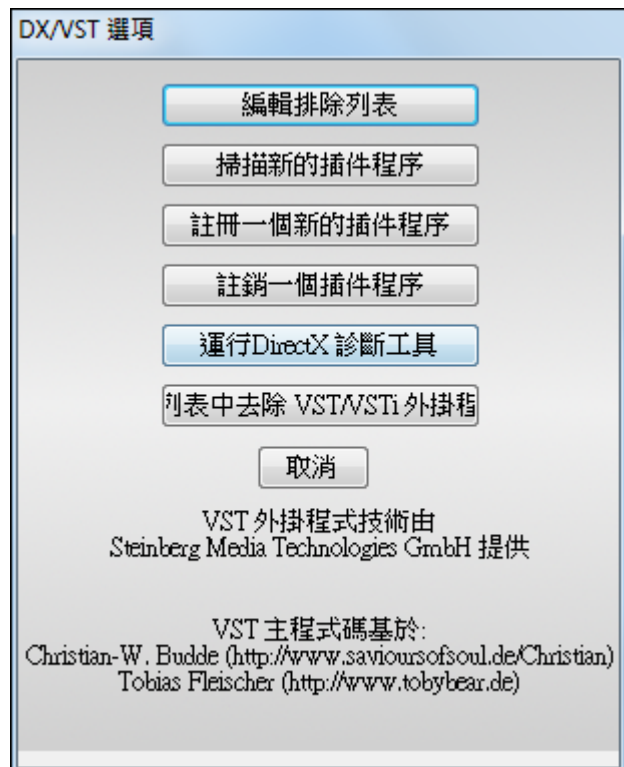 DX/VST 選項
編輯排除列表
掃描新的插件程序
註冊一個新的插件程序
註銷一個插件程序
運行DirectX 診斷工具
列表中去除 VST/VSTi 外掛程
取消
VST 外掛程式技術由
Steinberg Media Technologies GmbH 提供
VST 主程式碼基於:
Christian-W. Budde (http://www.savioursofsoul.de/Christian)
Tobias Fleischer (http://www.tobybear.de)